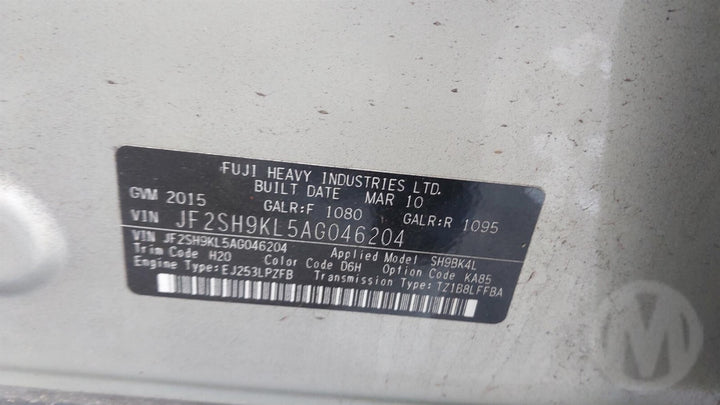 FUJI HEAVY INDUSTRIES LTD.
BUILT DATE MAR 10
GVM 2015 GALR:F 1080 GALR:R 1095
VIN JF2SH9KL5AG046204
VIN JF2SH9KL5AG046204 Applied Model SH9BK4L
Trim Code H20 Color Code D6H Option Code KA85
Engine Type:EJ253LPZFB Transmission Type:TZ1B8LFFBA
M